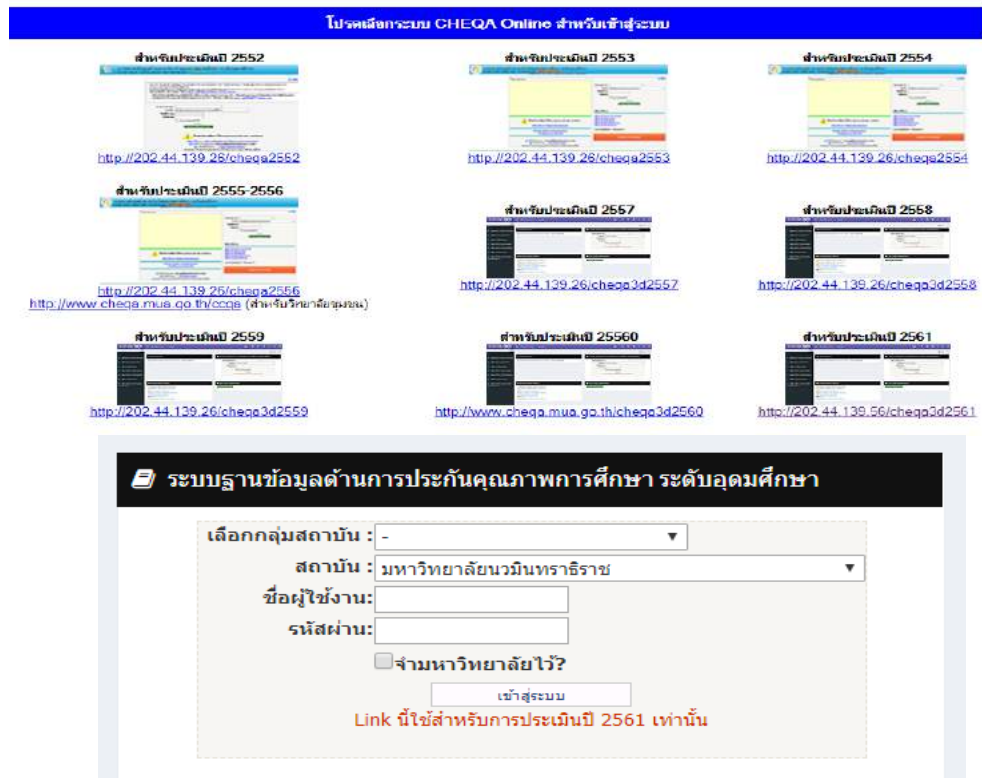 โปรดเลือกระบบ CHEQA Online สำหรับเข้าสู่ระบบ
สำหรับประเมินปี 2552
สำหรับประเมินปี 2553
สำหรับประเมินปี 2554
http://202.44.139.26/cheqa2552
http://202.44.139.26/cheqa2553
http://202.44.139.26/cheqa2554
สำหรับประเมินปี 2555-2556
สำหรับประเมินปี 2557
สำหรับประเมินปี 2558
http://202.44.139.26/cheqa2556
http://www.cheqa.mua.go.th/ccqa (สำหรับวิทยาลัยชุมชน)
http://202.44.139.26/cheqa3d2557
http://202.44.139.26/cheqa3d2558
สำหรับประเมินปี 2559
สำหรับประเมินปี 25560
สำหรับประเมินปี 2561
http://202.44.139.26/cheqa3d2559
http://www.cheqa.mua.go.th/cheqa3d2560
http://202.44.139.56/cheqa3d2561
ระบบฐานข้อมูลด้านการประกันคุณภาพการศึกษา ระดับอุดมศึกษา
เลือกกลุ่มสถาบัน : -
สถาบัน : มหาวิทยาลัยนวมินทราธิราช
ชื่อผู้ใช้งาน:
รหัสผ่าน:
จำมหาวิทยาลัยไว้?
เข้าสู่ระบบ
Link นี้ใช้สำหรับการประเมินปี 2561 เท่านั้น